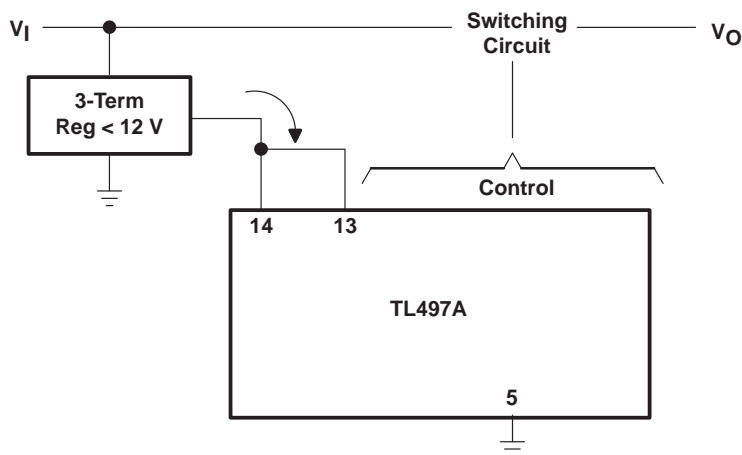 VI
Switching
Circuit
VO
3-Term
Reg < 12 V
Control
14
13
TL497A
5